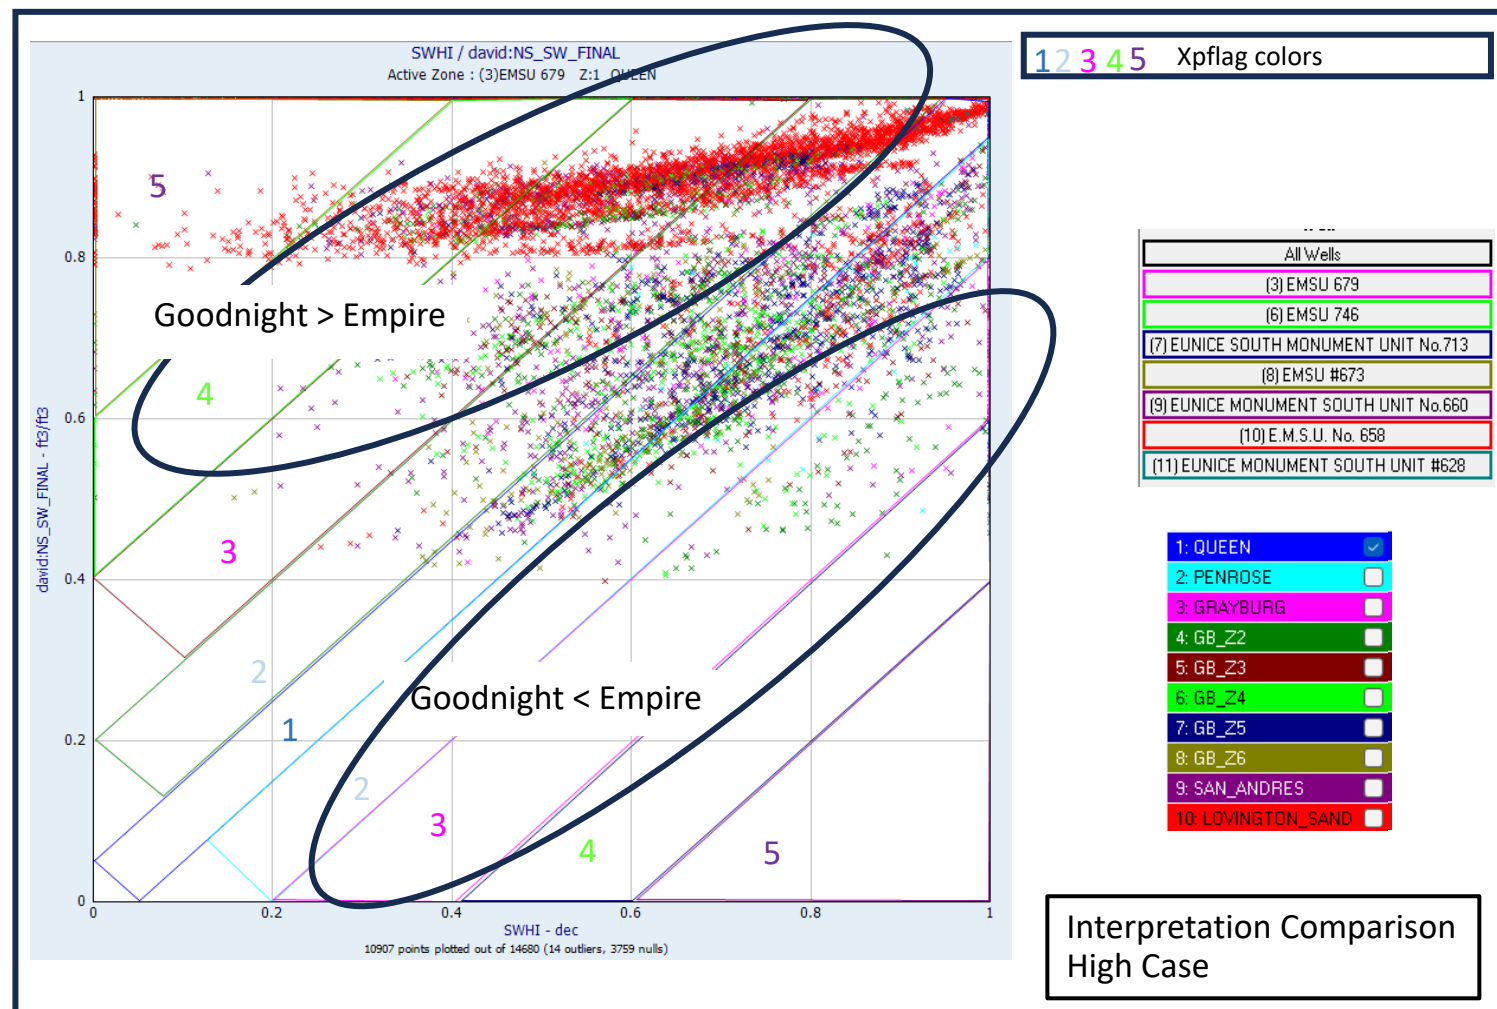 SWHI / david:NS_SW_FINAL
Active Zone : (3)EMSU 679 Z:1 QUEEN
1 2 3 4 5 Xpflag colors
1
0.8
0.6
0.4
0.2
0
david:NS_SW_FINAL - ft3/ft3
5
Goodnight > Empire
4
3
2
1
Goodnight < Empire
2
3
4
5
0
0.2
0.4
0.6
0.8
1
SWHI - dec
10907 points plotted out of 14680 (14 outliers, 3759 nulls)
All Wells
(3) EMSU 679
(6) EMSU 746
(7) EUNICE SOUTH MONUMENT UNIT No.713
(8) EMSU #673
(9) EUNICE MONUMENT SOUTH UNIT No.660
(10) E.M.S.U. No. 658
(11) EUNICE MONUMENT SOUTH UNIT #628
1: QUEEN
2: PENROSE
3: GRAYBURG
4: GB_Z2
5: GB_Z3
6: GB_Z4
7: GB_Z5
8: GB_Z6
9: SAN_ANDRES
10: LOVINGTON_SAND
Interpretation Comparison
High Case